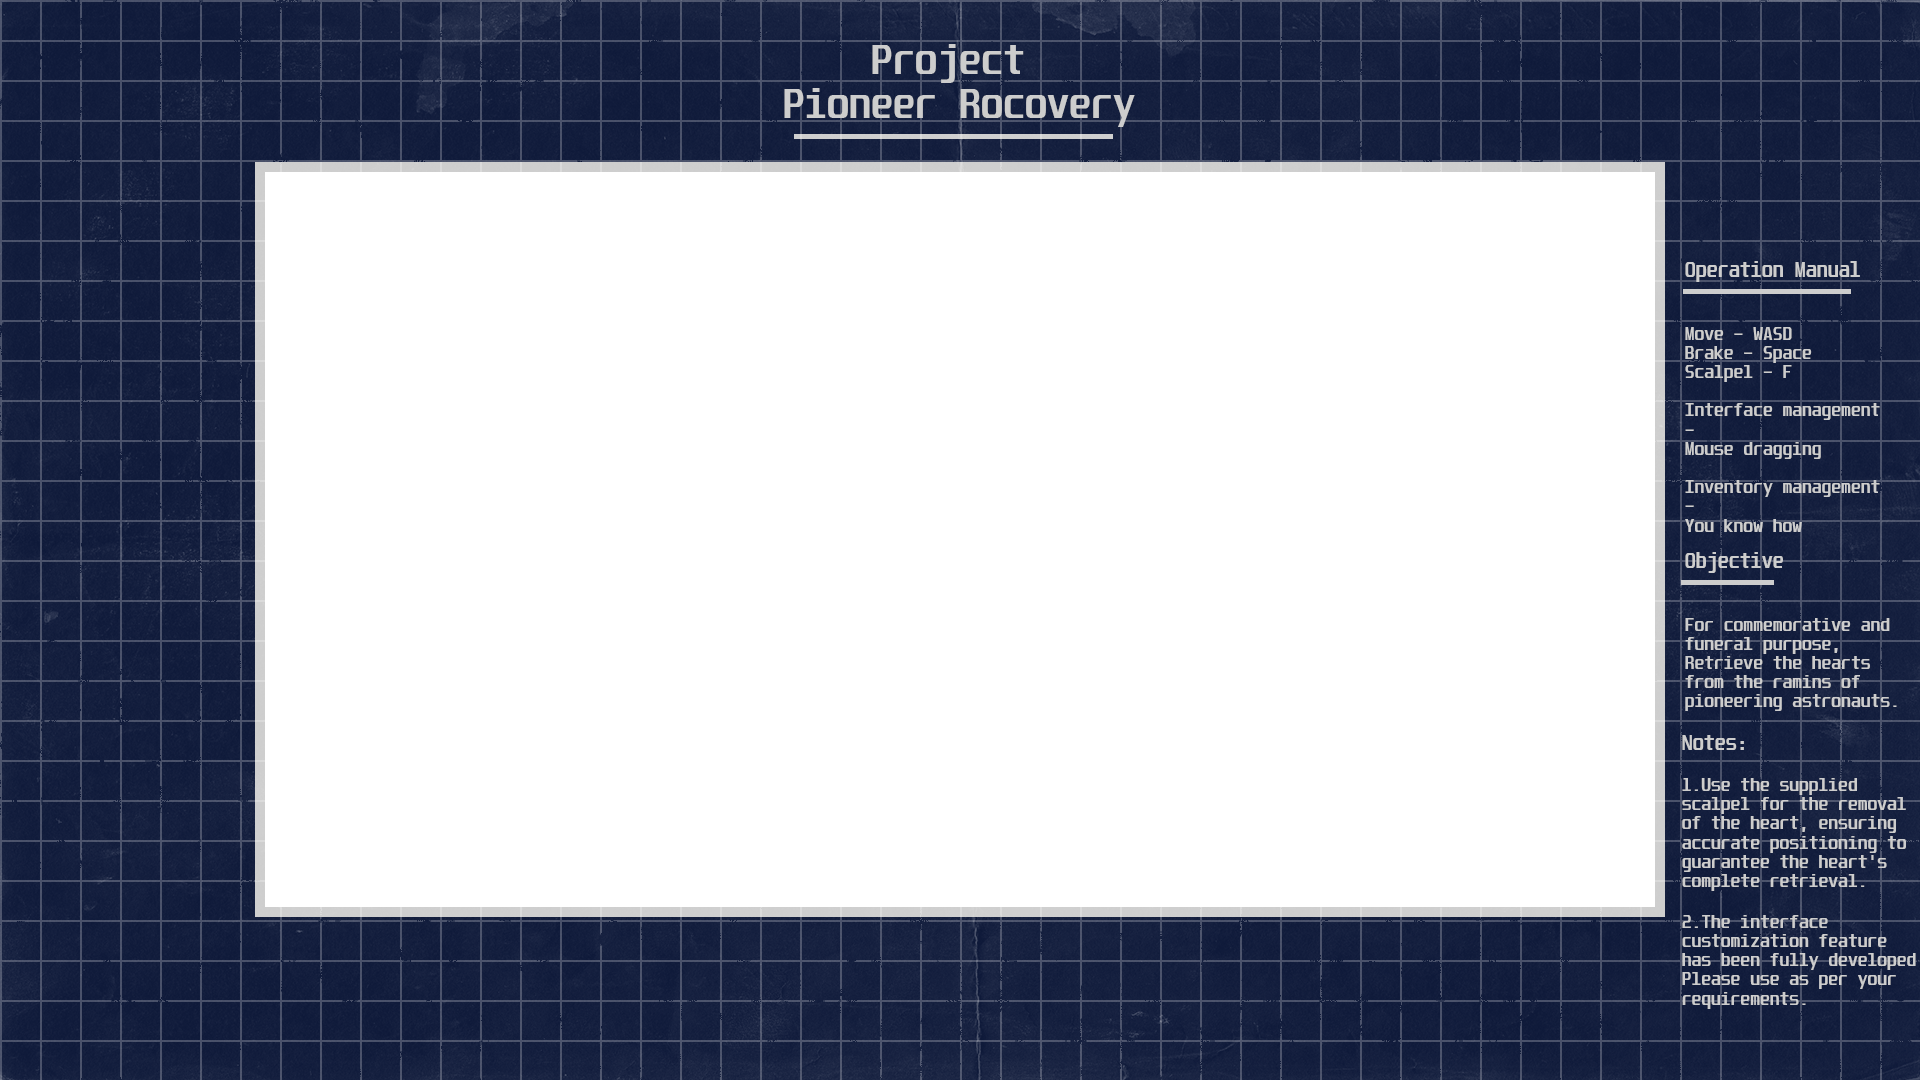 Project
Pioneer Rocovery
Operation Manual
Move - WASD
Brake - Space
Scalpel - F
Interface management
-
Mouse dragging
Inventory management
-
You know how
Objective
For commemorative and
funeral purpose,
Retrieve the hearts
from the ramins of
pioneering astronauts.
Notes:
1.Use the supplied
scalpel for the removal
of the heart, ensuring
accurate positioning to
guarantee the heart's
complete retrieval.
2.The interface
customization feature
has been fully developed
Please use as per your
requirements.